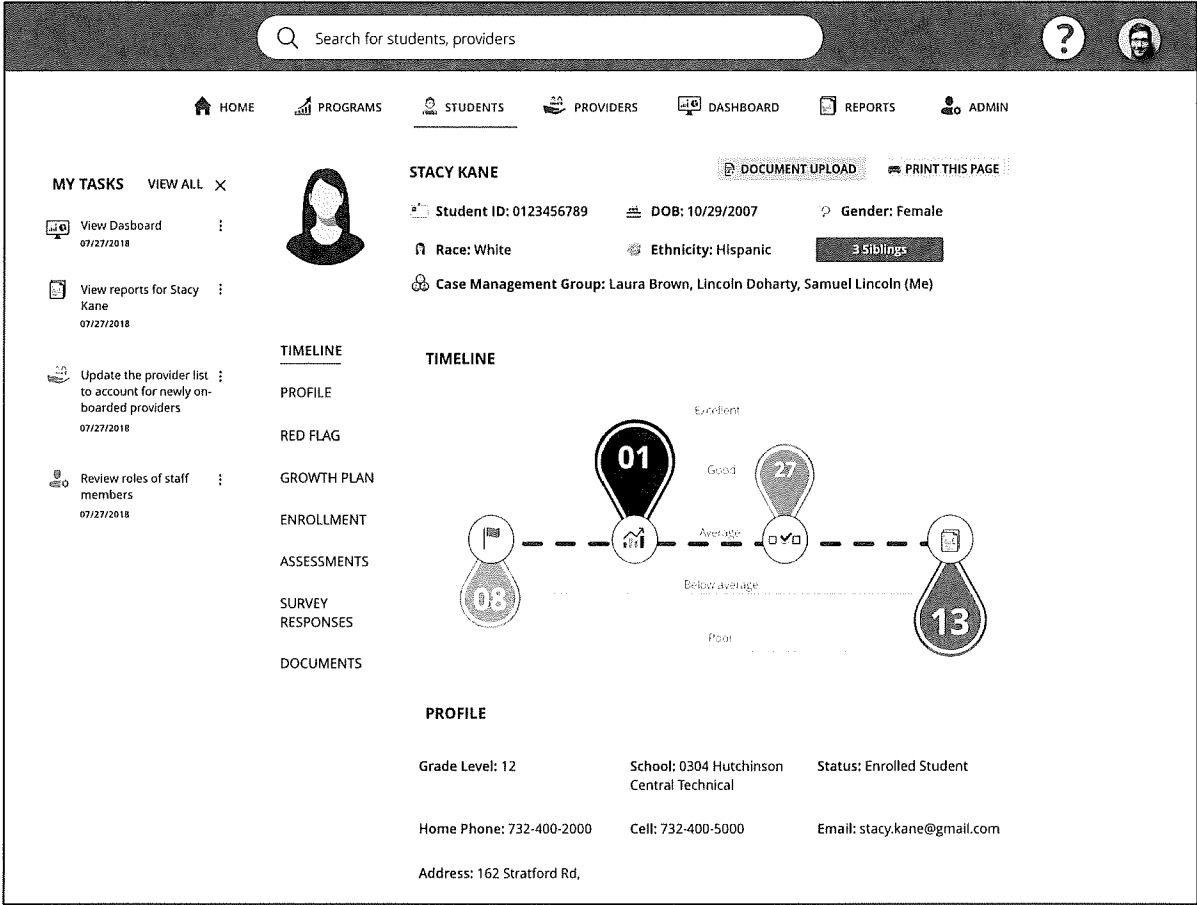 Search for students, providers
?
HOME
PROGRAMS
STUDENTS
PROVIDERS
DASHBOARD
REPORTS
ADMIN
MY TASKS
VIEW ALL X
View Dasboard
07/27/2018
View reports for Stacy
Kane
07/27/2018
Update the provider list
to account for newly on-
boarded providers
07/27/2018
Review roles of staff
members
07/27/2018
STACY KANE
DOCUMENT UPLOAD
PRINT THIS PAGE
Student ID: 0123456789
DOB: 10/29/2007
Gender: Female
Race: White
Ethnicity: Hispanic
3 Siblings
Case Management Group: Laura Brown, Lincoln Doharty, Samuel Lincoln (Me)
TIMELINE
PROFILE
RED FLAG
GROWTH PLAN
ENROLLMENT
ASSESSMENTS
SURVEY
RESPONSES
DOCUMENTS
TIMELINE
Excellent
01
Good
27
Average
Below average
08
13
Poor
PROFILE
Grade Level: 12
School: 0304 Hutchinson
Central Technical
Status: Enrolled Student
Home Phone: 732-400-2000
Cell: 732-400-5000
Email: stacy.kane@gmail.com
Address: 162 Stratford Rd,